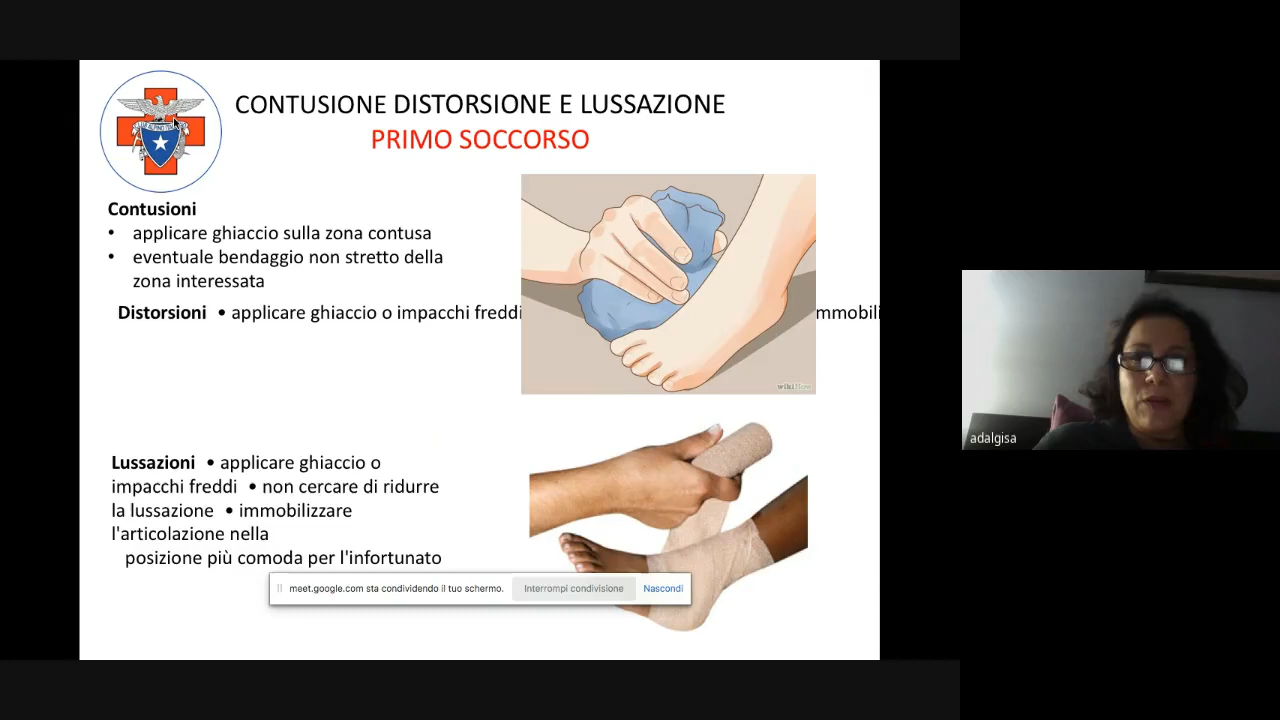 CONTUSIONE DISTORSIONE E LUSSAZIONE
PRIMO SOCCORSO
Contusioni
• applicare ghiaccio sulla zona contusa
• eventuale bendaggio non stretto della
zona interessata
Distorsioni • applicare ghiaccio o impacchi freddi mmobili
wikiHow
Lussazioni • applicare ghiaccio o
impacchi freddi • non cercare di ridurre
la lussazione • immobilizzare
l'articolazione nella
posizione più comoda per l'infortunato
meet.google.com sta condividendo il tuo schermo. Interrompi condivisione Nascondi
adalgisa